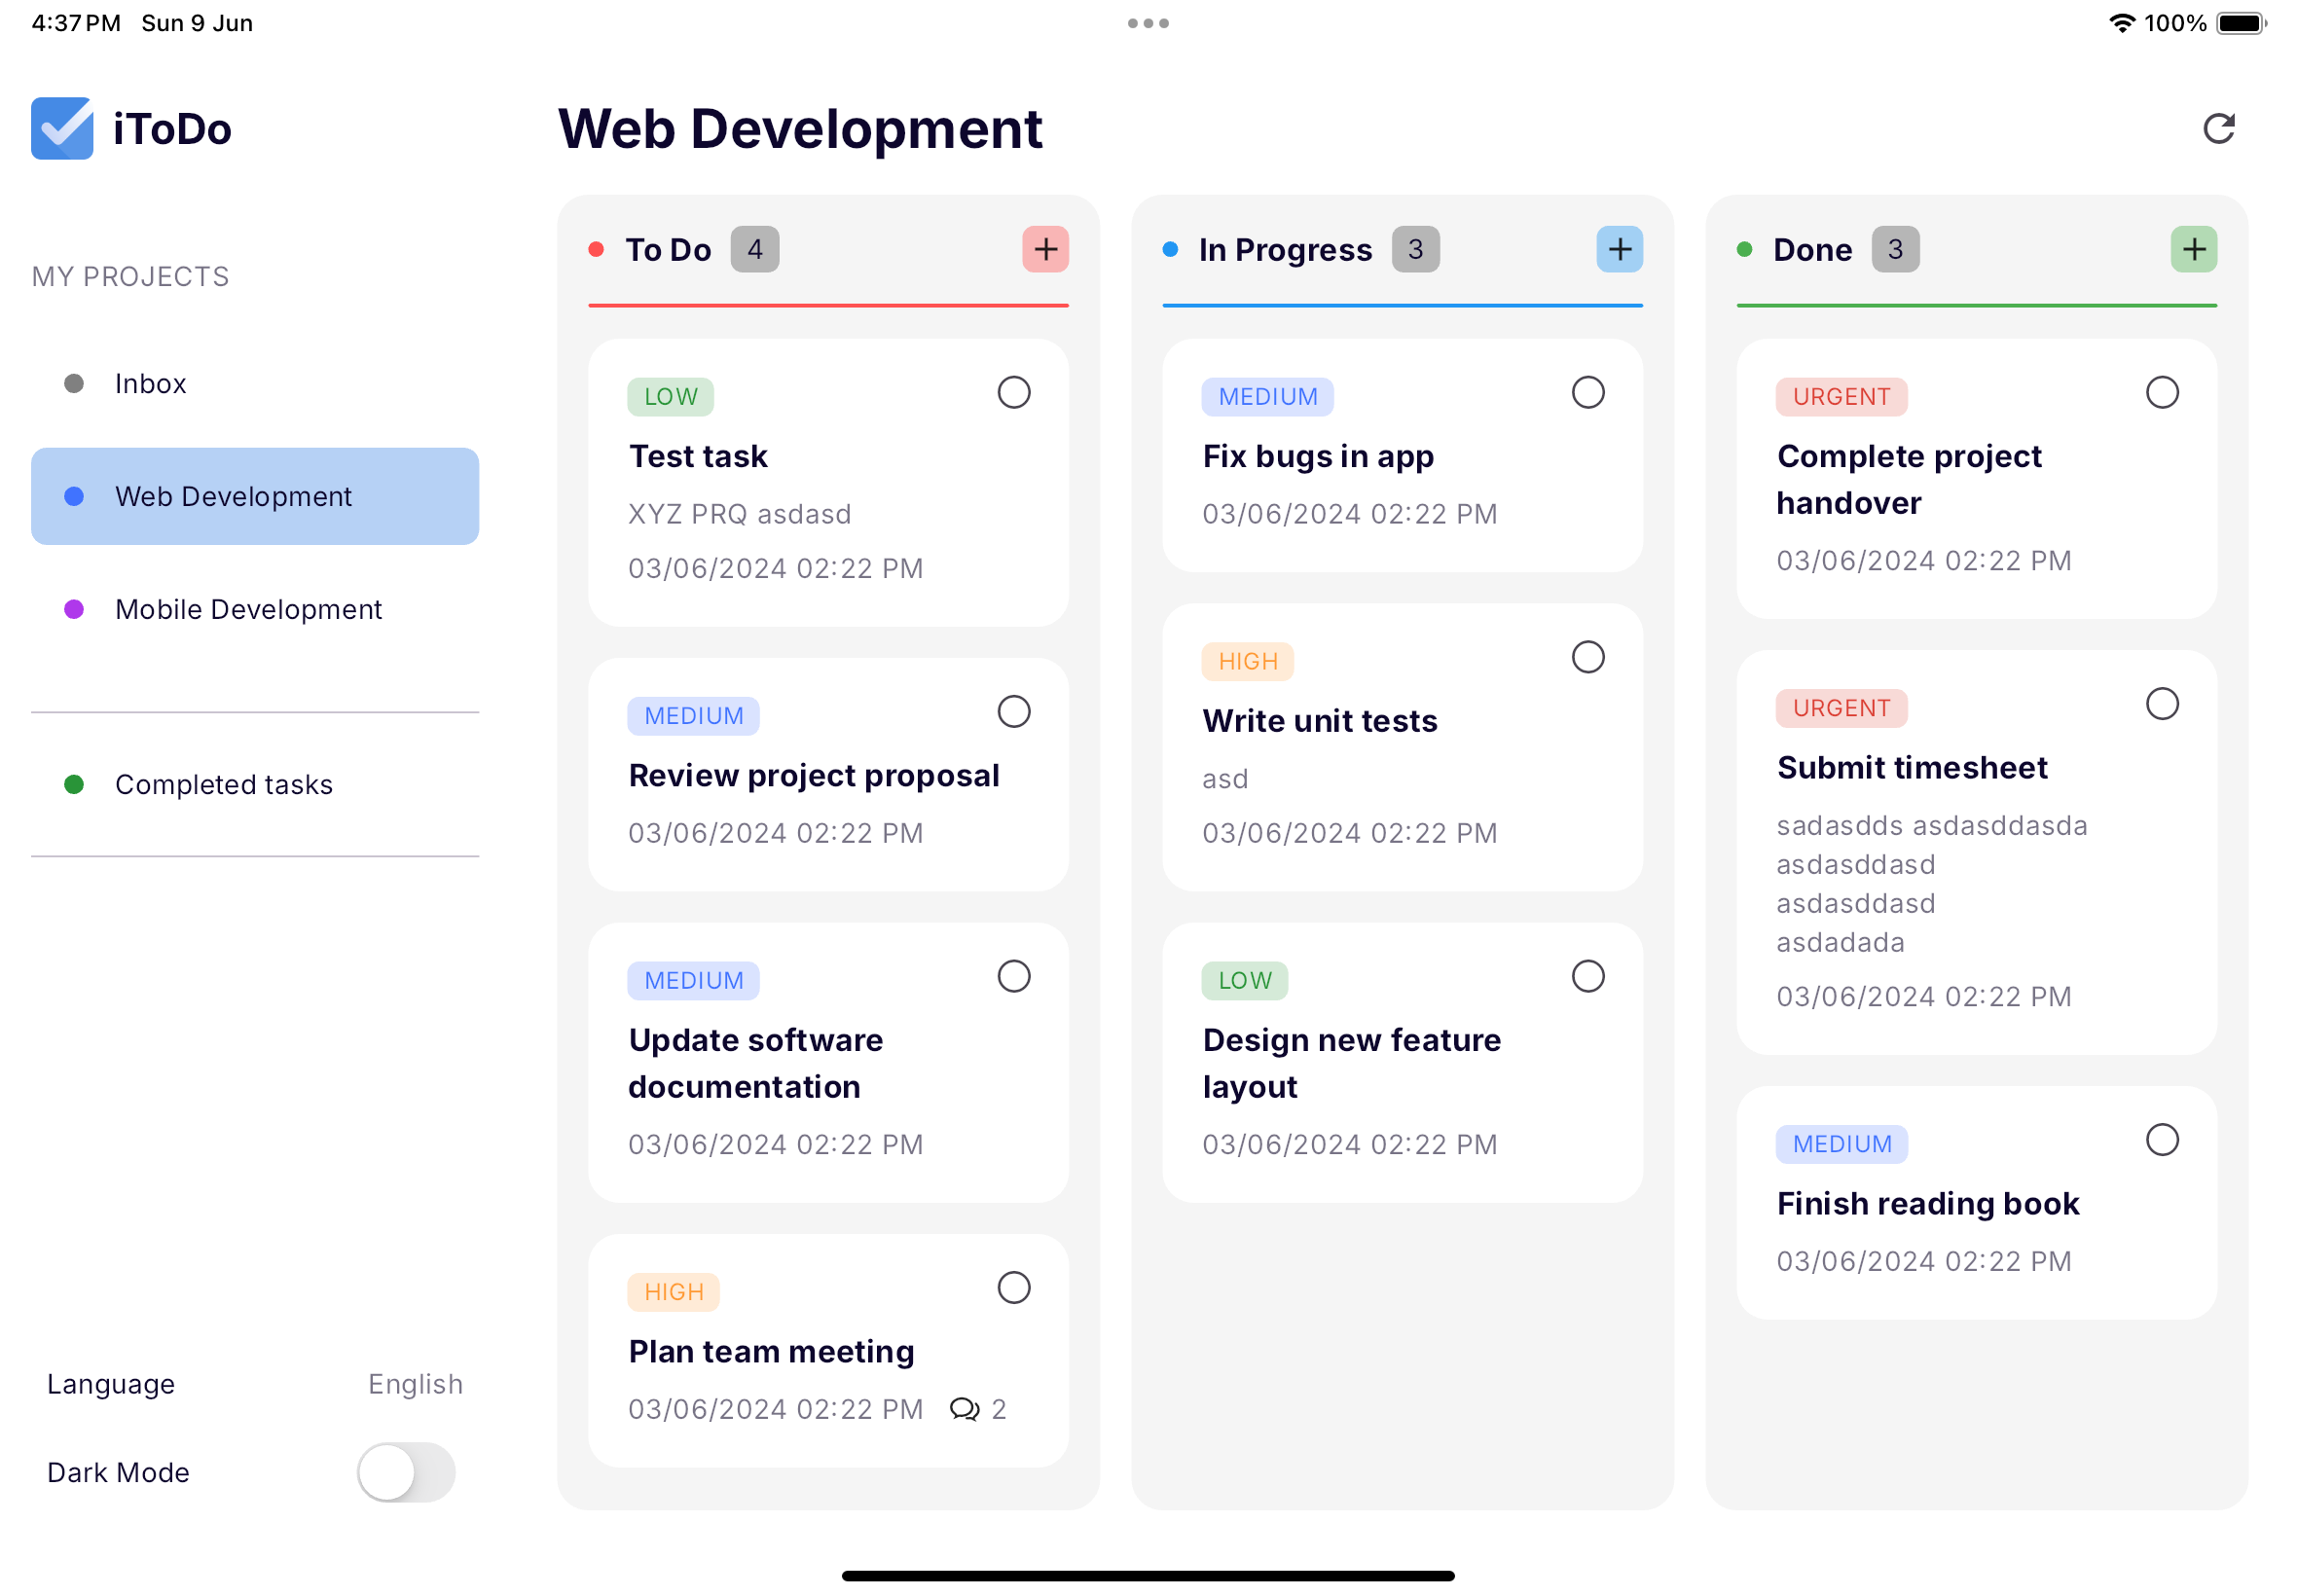 4:37 PM Sun 9 Jun
100%
iToDo
MY PROJECTS
Inbox
Web Development
Mobile Development
Completed tasks
Language English
Dark Mode
Web Development
To Do 4
LOW
Test task
XYZ PRQ asdasd
03/06/2024 02:22 PM
MEDIUM
Review project proposal
03/06/2024 02:22 PM
MEDIUM
Update software
documentation
03/06/2024 02:22 PM
HIGH
Plan team meeting
03/06/2024 02:22 PM 2
In Progress 3
MEDIUM
Fix bugs in app
03/06/2024 02:22 PM
HIGH
Write unit tests
asd
03/06/2024 02:22 PM
LOW
Design new feature
layout
03/06/2024 02:22 PM
Done 3
URGENT
Complete project
handover
03/06/2024 02:22 PM
URGENT
Submit timesheet
sadasdds asdasddasda
asdasddasd
asdasddasd
asdadada
03/06/2024 02:22 PM
MEDIUM
Finish reading book
03/06/2024 02:22 PM